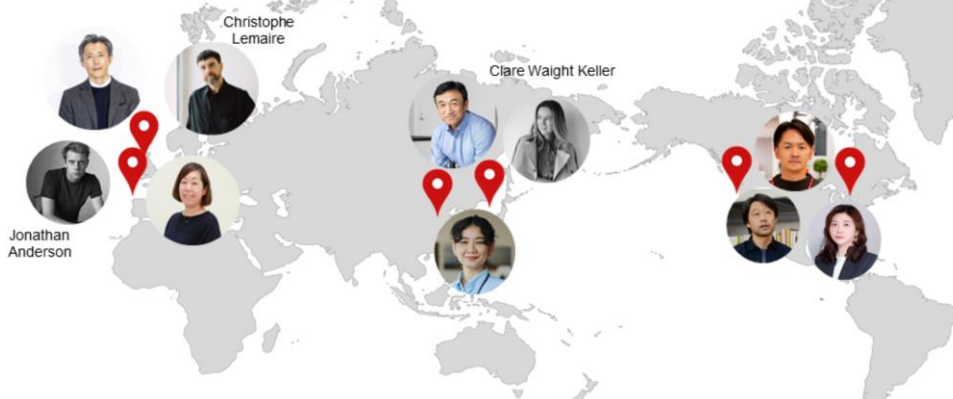 Christophe
Lemaire
Clare Waight Keller
Jonathan
Anderson